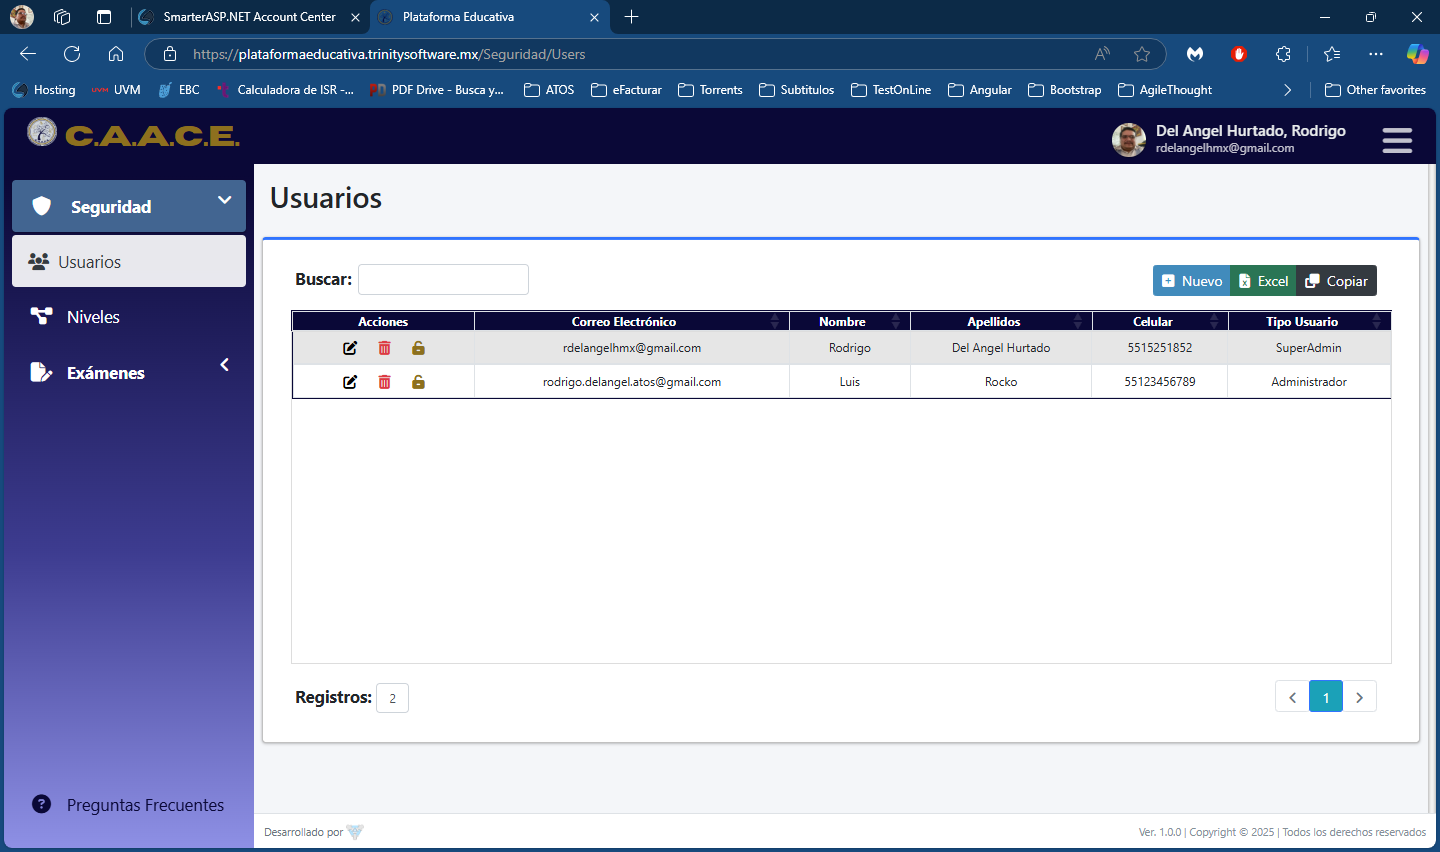 SmarterASP.NET Account Center
Plataforma Educativa
https://plataformaeducativa.trinitysoftware.mx/Seguridad/Users
Hosting UVM UVM EBC Calculadora de ISR -... PDF Drive - Busca y... ATOS eFacturar Torrents Subtitulos TestOnLine Angular Bootstrap AgileThought Other favorites
C.A.A.C.E.
Del Angel Hurtado, Rodrigo
rdelangelhmx@gmail.com
Seguridad
Usuarios
Niveles
Exámenes
Preguntas Frecuentes
Usuarios
Buscar:
Nuevo Excel Copiar
Acciones Correo Electrónico Nombre Apellidos Celular Tipo Usuario
rdelangelhmx@gmail.com Rodrigo Del Angel Hurtado 5515251852 SuperAdmin
rodrigo.delangel.atos@gmail.com Luis Rocko 55123456789 Administrador
Registros: 2
1
Desarrollado por
Ver. 1.0.0 | Copyright © 2025 | Todos los derechos reservados